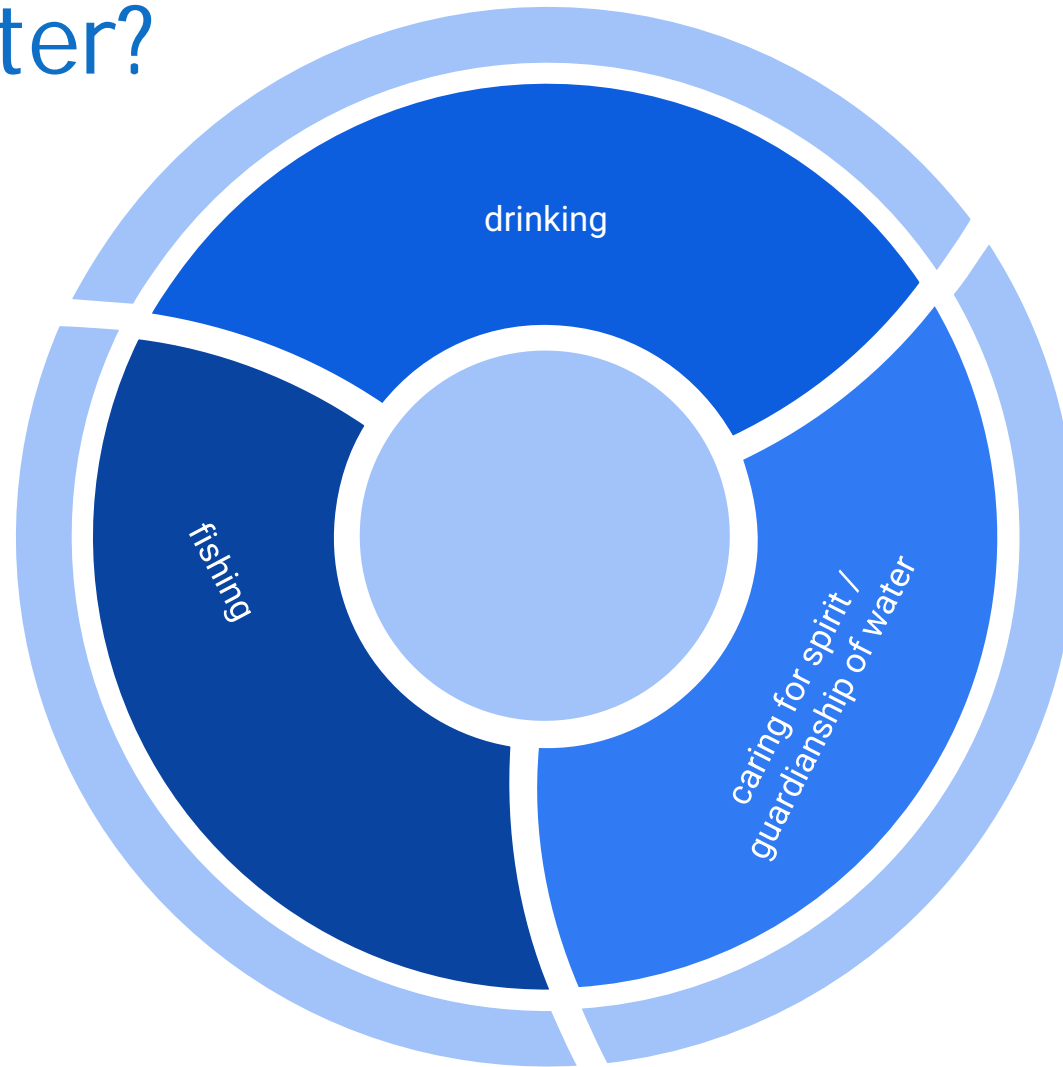 ter?
drinking
fishing
caring for spirit /
guardianship of water